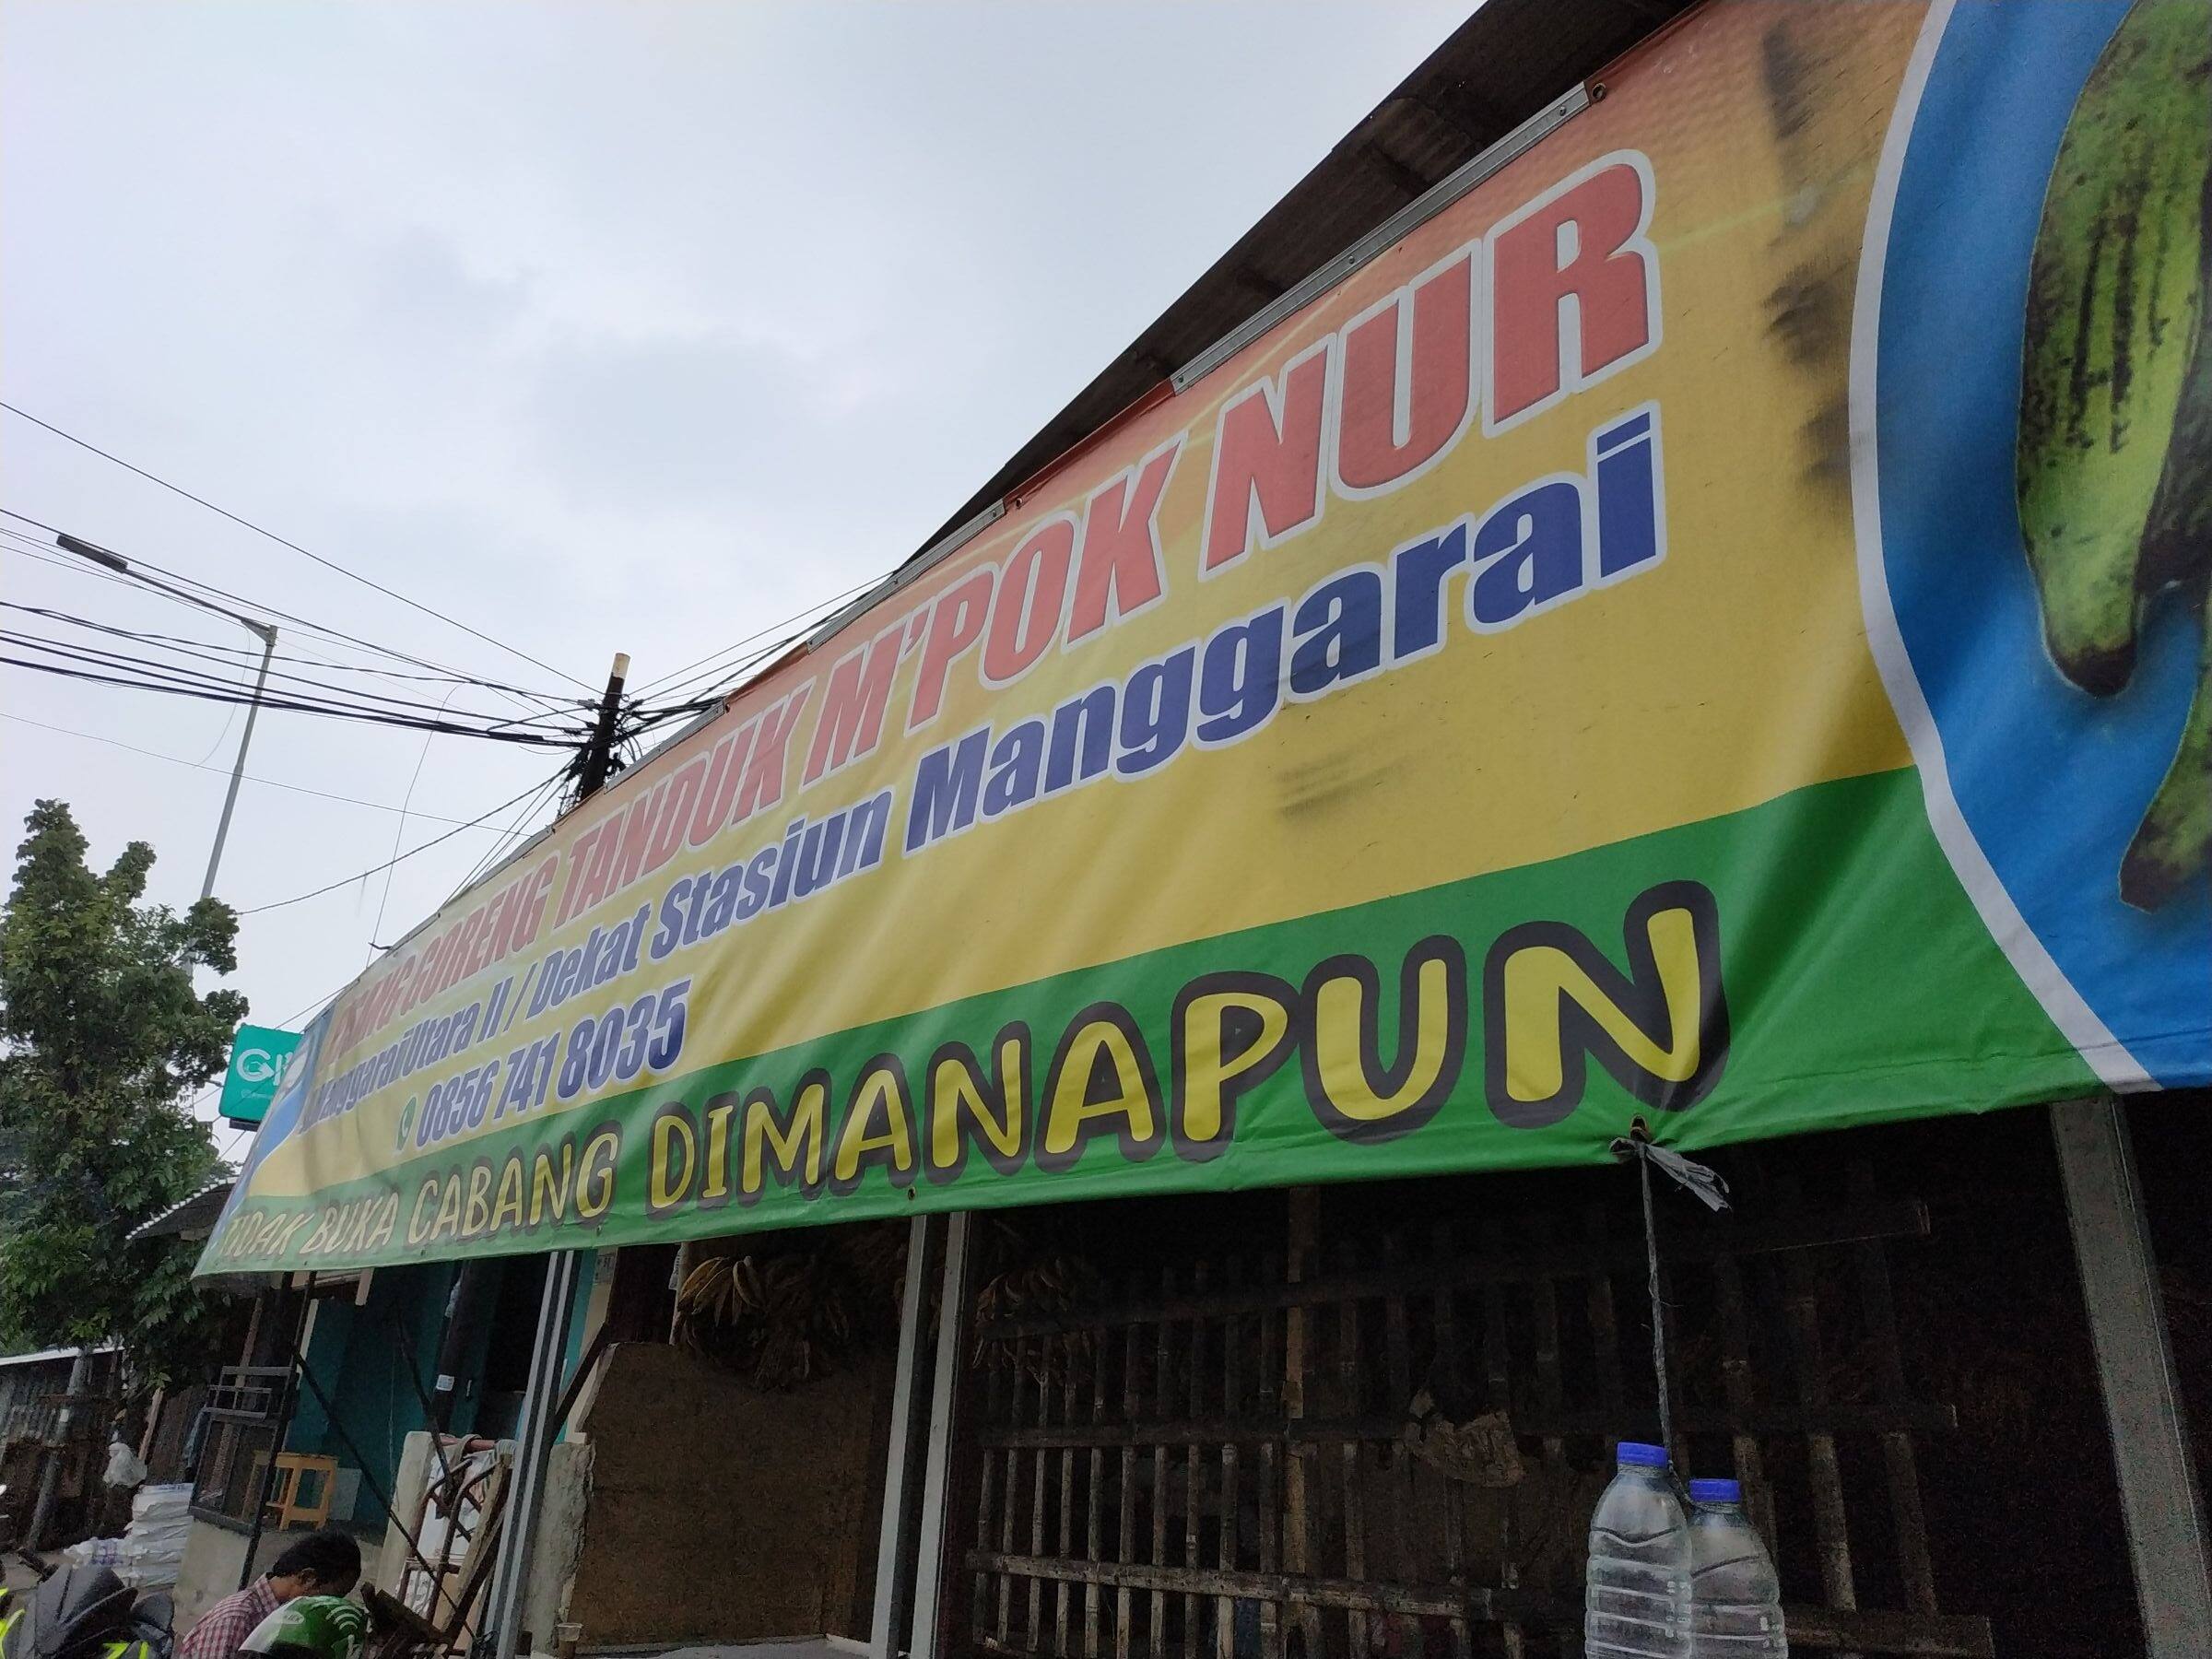 PISANG GORENG TANDUK M'POK NUR
Manggarai Utara II / Dekat Stasiun Manggarai
0856 741 8035
TIDAK BUKA CABANG DIMANAPUN